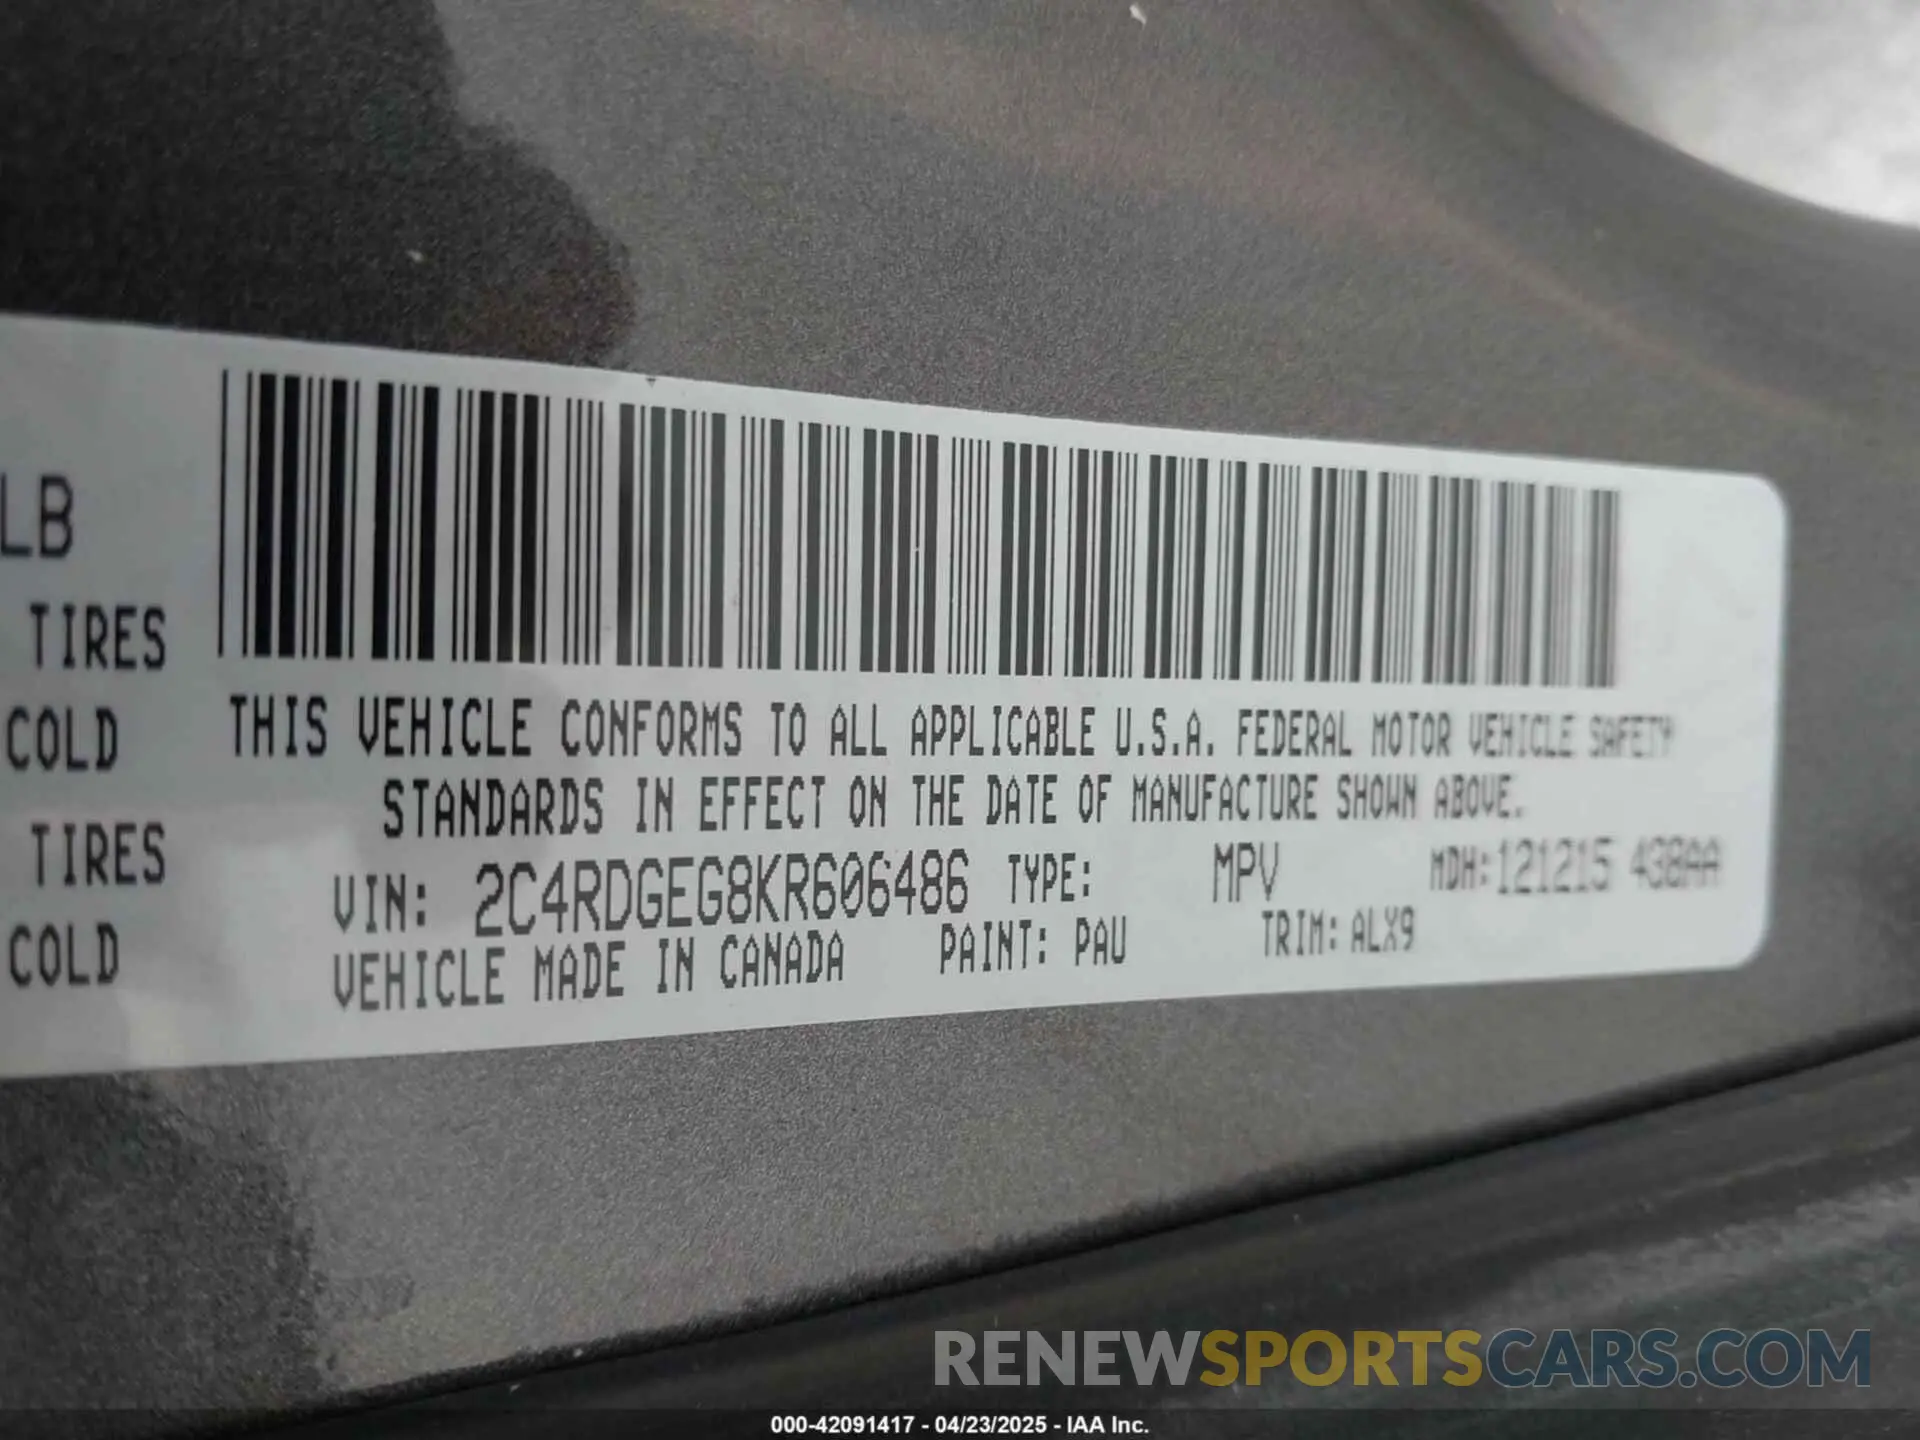 LB
TIRES
COLD
TIRES
COLD
THIS VEHICLE CONFORMS TO ALL APPLICABLE U.S.A. FEDERAL MOTOR VEHICLE SAFETY
STANDARDS IN EFFECT ON THE DATE OF MANUFACTURE SHOWN ABOVE.
VIN: 2C4RDGEG8KR606486 TYPE: MPV MDH: 121215 438AA
VEHICLE MADE IN CANADA PAINT: PAU TRIM: ALX9
RENEWSPORTSCARS.COM
000-42091417 - 04/23/2025 - IAA Inc.